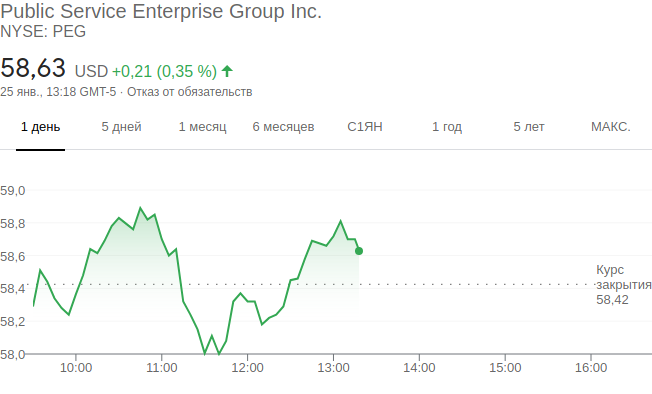 Public Service Enterprise Group Inc.
NYSE: PEG
58,63 USD +0,21 (0,35 %)
25 янв., 13:18 GMT-5 · Отказ от обязательств
1 день 5 дней 1 месяц 6 месяцев С1ЯН 1 год 5 лет МАКС.
59,0
58,8
58,6
Курс
58,4 закрытия
58,42
58,2
58,0
10:00 11:00 12:00 13:00 14:00 15:00 16:00